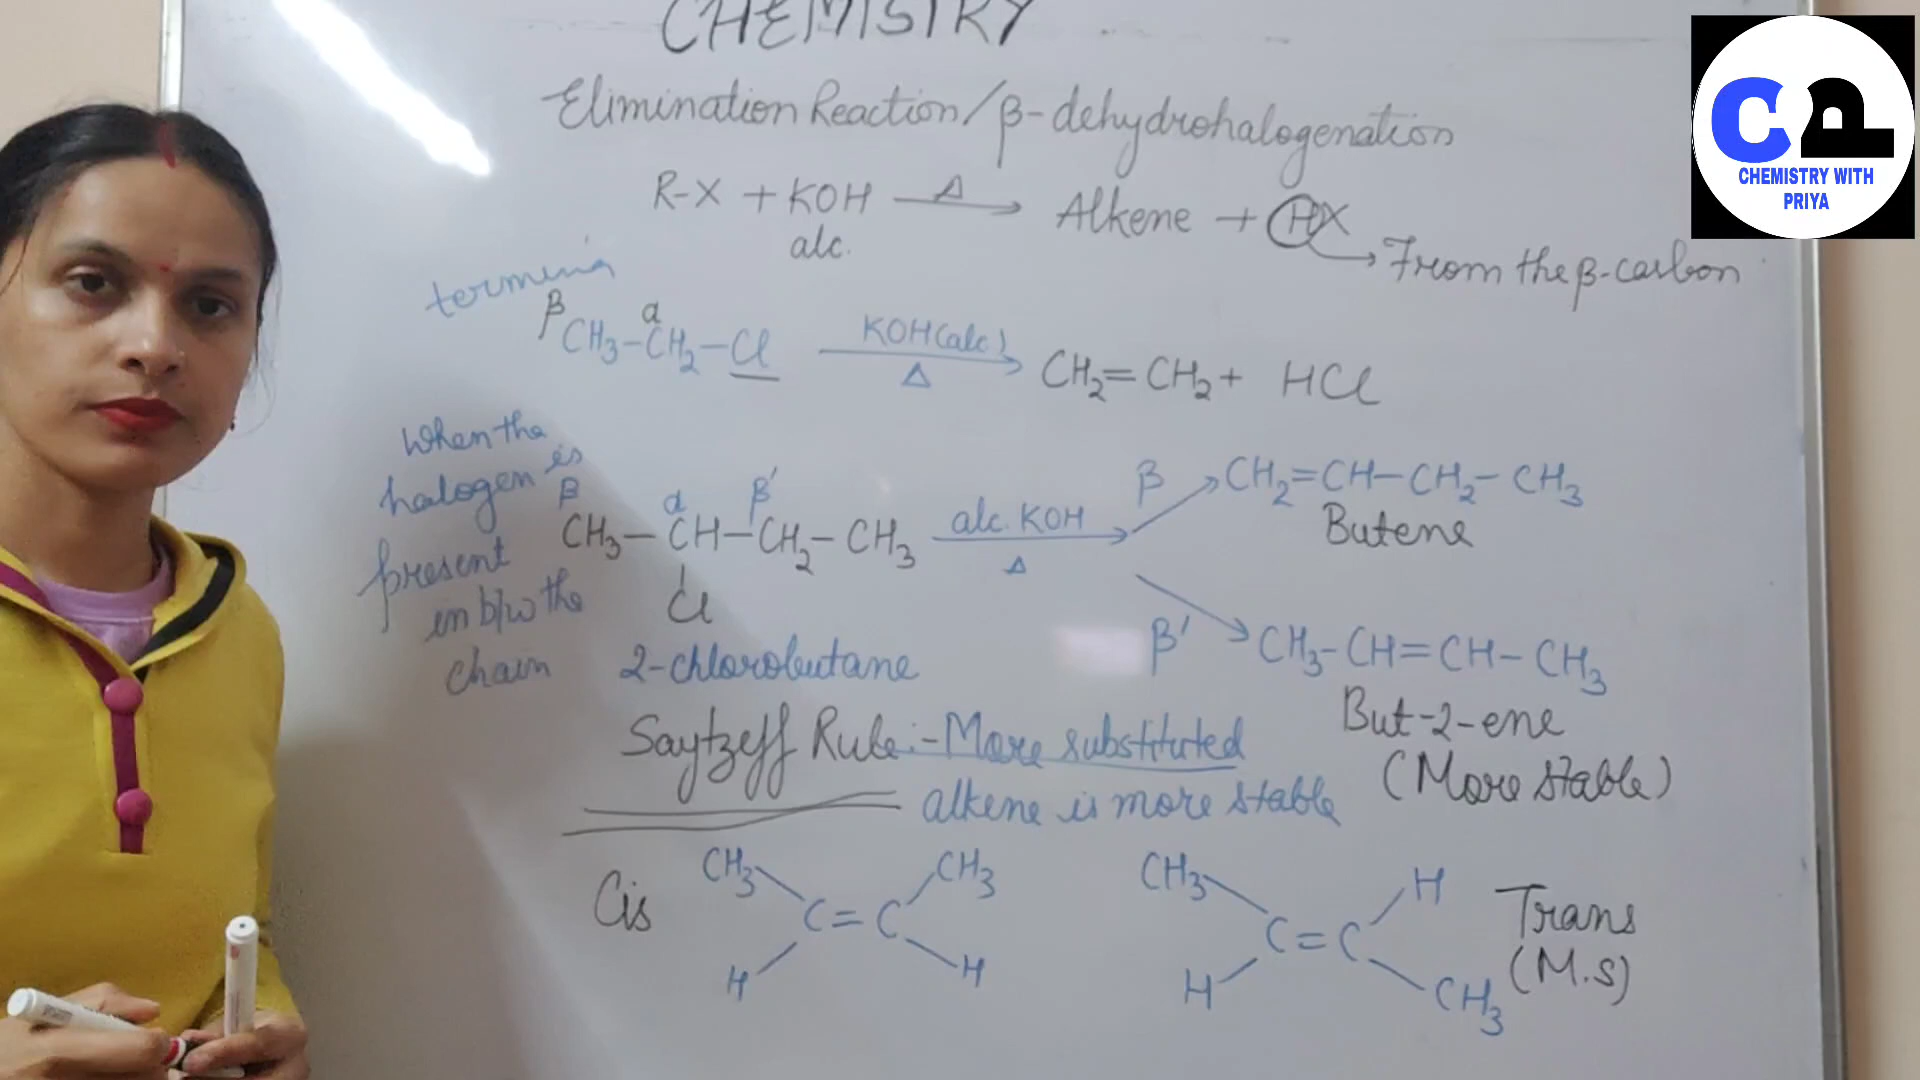 CHEMISTRY
CP
CHEMISTRY WITH
PRIYA
Elimination Reaction/β-dehydrohalogenation
R-X + KOH —Δ→ Alkene + HX
alc.
→ From the β-carbon
termina
β α
CH3-CH2-Cl —KOH(alc)/Δ→ CH2=CH2 + HCl
When the
halogen is
present
in b/w the
chain
β α β'
CH3-CH-CH2-CH3 —alc. KOH/Δ→
Cl
2-chlorobutane
β → CH2=CH-CH2-CH3
Butene
β' → CH3-CH=CH-CH3
But-2-ene
(More stable)
Saytzeff Rule:-More substituted
alkene is more stable
Cis
CH3 CH3
C=C
H H
CH3 H
C=C
H CH3
Trans
(M.S)